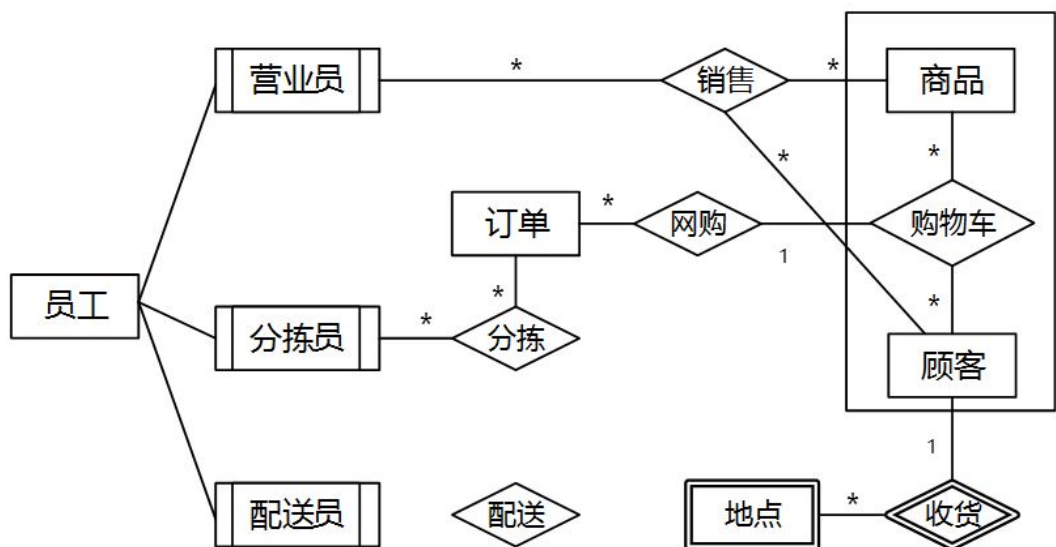 营业员
*
销售
*
商品
*
*
订单
*
网购
1
购物车
*
*
员工
分拣员
*
分拣
顾客
1
配送员
配送
地点
*
收货